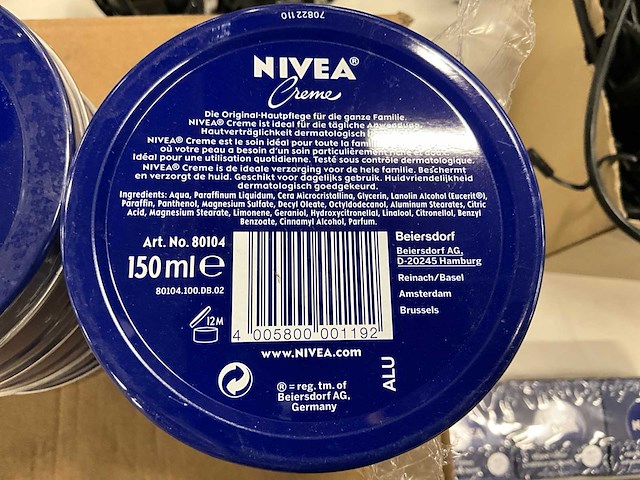 70822110
NIVEA®
Creme
Die Original-Hautpflege für die ganze Familie.
NIVEA® Creme ist ideal für die tägliche Anwendung.
Hautverträglichkeit dermatologisch
NIVEA® Creme est le soin idéal pour toute la
où votre peau a besoin d'un soin particulièrement riche et doux.
Idéal pour une utilisation quotidienne. Testé sous contrôle dermatologique.
NIVEA® Creme is de ideale verzorging voor de hele familie. Beschermt
en verzorgt de huid. Geschikt voor dagelijks gebruik. Huidvriendelijkheid
dermatologisch goedgekeurd.
Ingredients: Aqua, Paraffinum Liquidum, Cera Microcristallina, Glycerin, Lanolin Alcohol (Eucerit®),
Paraffin, Panthenol, Magnesium Sulfate, Decyl Oleate, Octyldodecanol, Aluminum Stearates, Citric
Acid, Magnesium Stearate, Limonene, Geraniol, Hydroxycitronellal, Linalool, Citronellol, Benzyl
Benzoate, Cinnamyl Alcohol, Parfum.
Art. No. 80104
150 ml e
80104.100.DB.02
12M
4 005800 001192
Beiersdorf
Beiersdorf AG,
D-20245 Hamburg
Reinach/Basel
Amsterdam
Brussels
www.NIVEA.com
ALU
® = reg. tm. of
Beiersdorf AG,
Germany